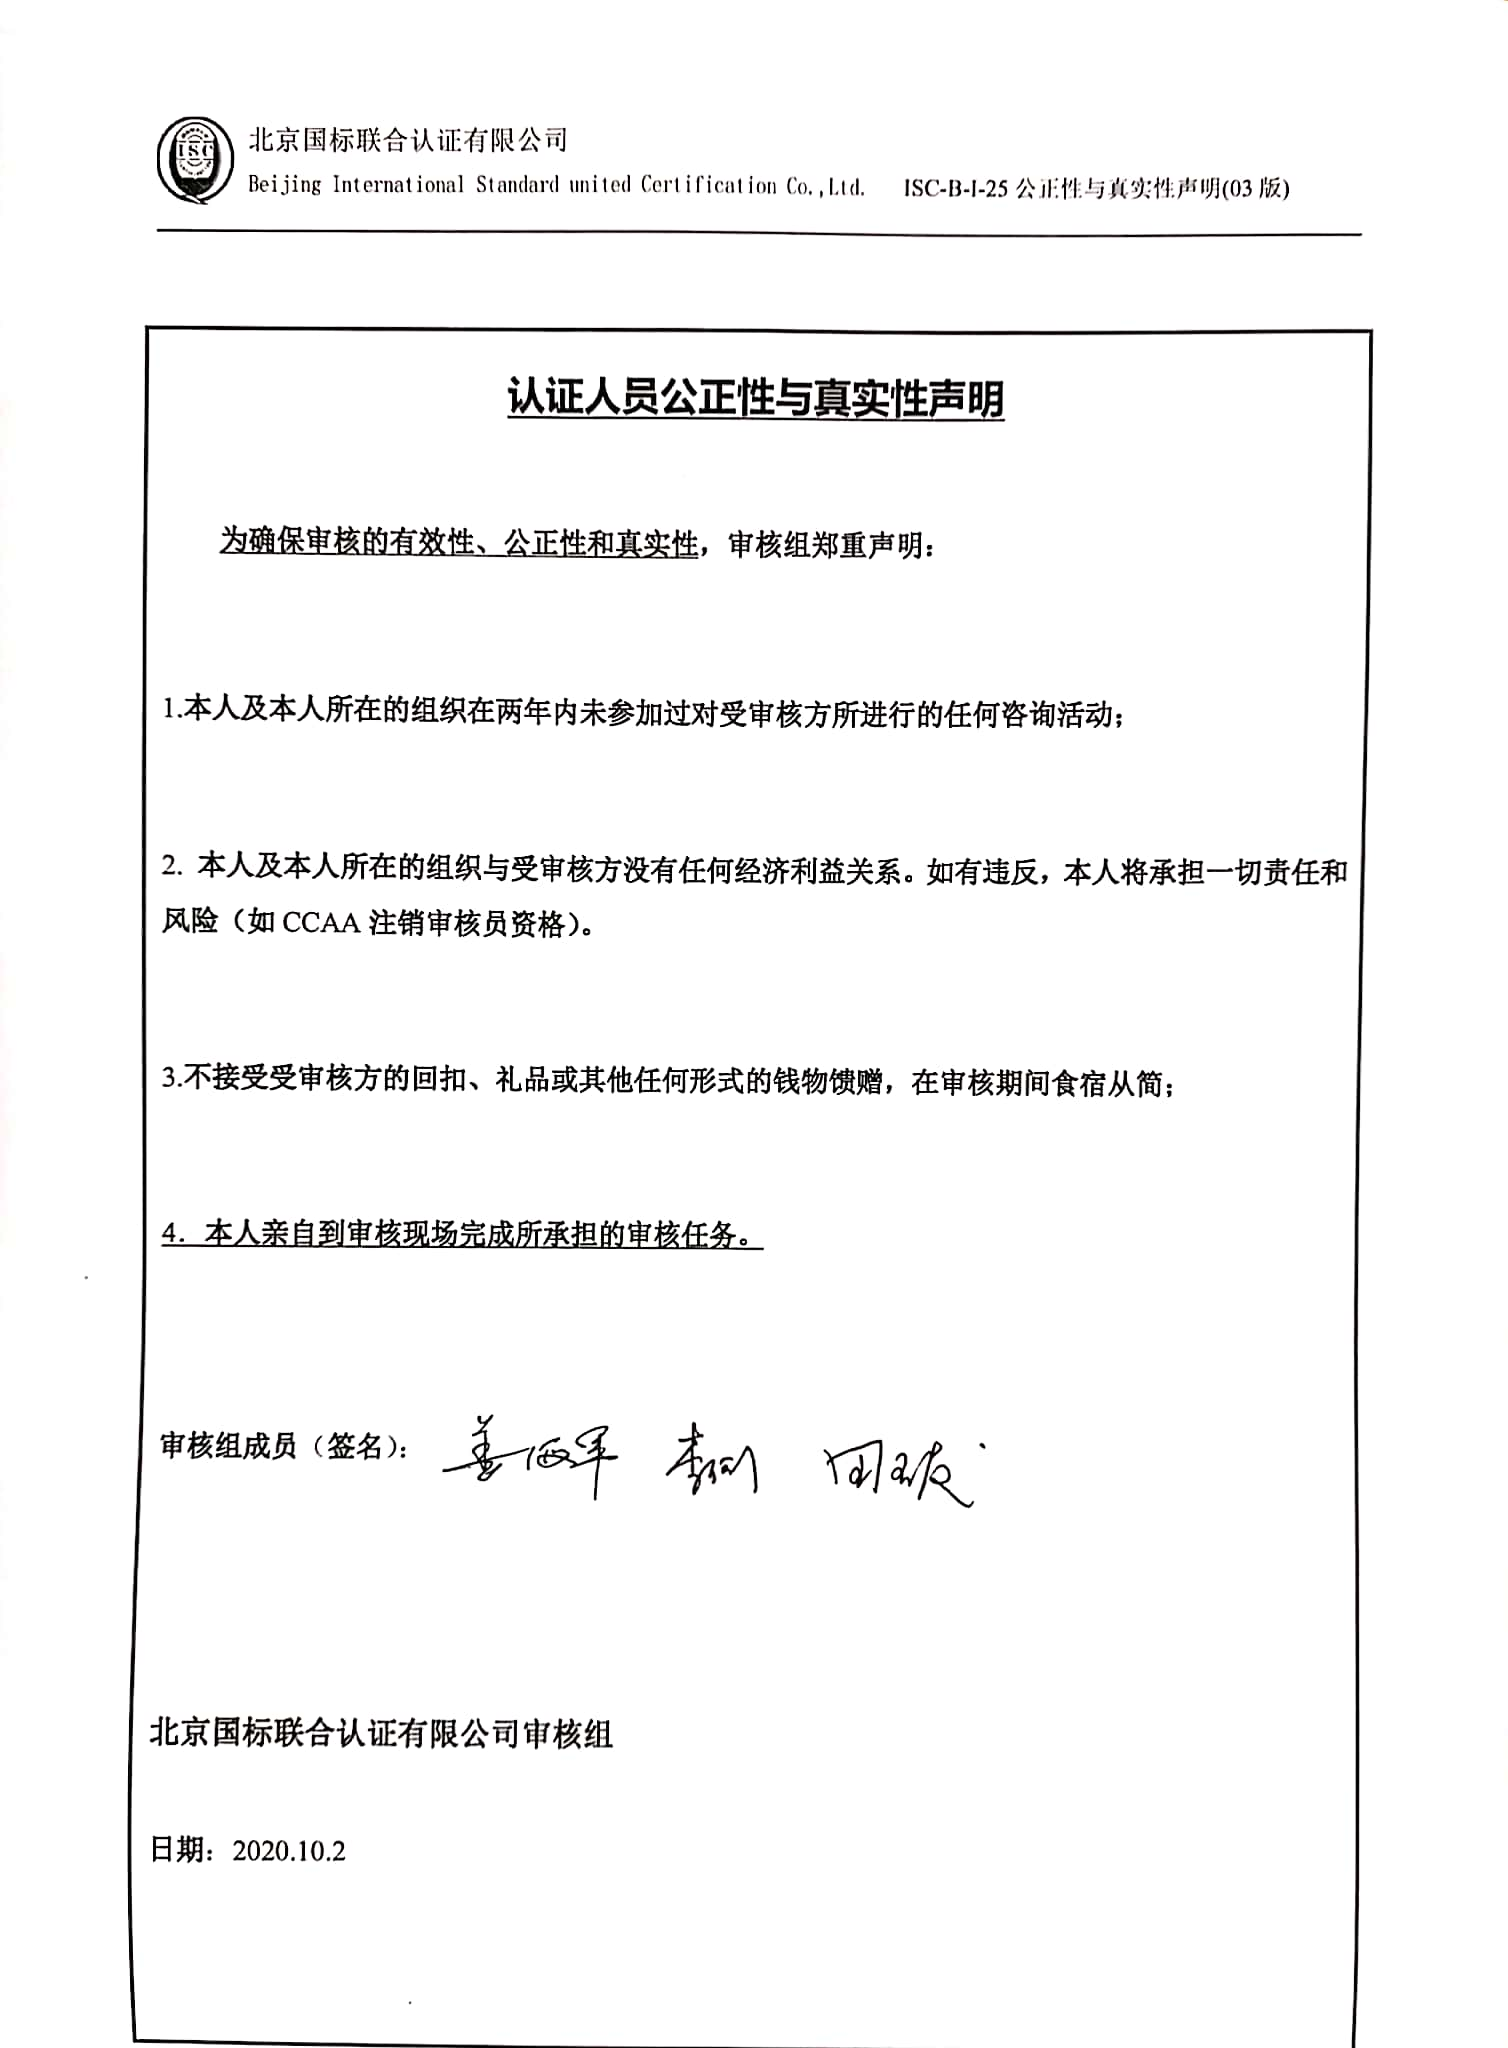 ISC
北京国标联合认证有限公司
Beijing International Standard united Certification Co.,Ltd. ISC-B-I-25 公正性与真实性声明(03 版)
认证人员公正性与真实性声明
为确保审核的有效性、公正性和真实性，审核组郑重声明：
1.本人及本人所在的组织在两年内未参加过对受审核方所进行的任何咨询活动；
2. 本人及本人所在的组织与受审核方没有任何经济利益关系。如有违反，本人将承担一切责任和
风险（如 CCAA 注销审核员资格）。
3.不接受受审核方的回扣、礼品或其他任何形式的钱物馈赠，在审核期间食宿从简；
4. 本人亲自到审核现场完成所承担的审核任务。
审核组成员（签名）：
北京国标联合认证有限公司审核组
日期：2020.10.2